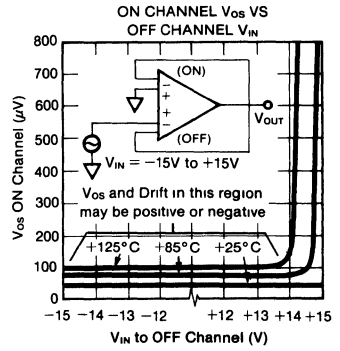 ON CHANNEL VOS VS
OFF CHANNEL VIN
VOS ON Channel (µV)
800
700
600
500
400
300
200
100
0
(ON)
−
−
+
+
(OFF)
VOUT
VIN = −15V to +15V
VOS and Drift in this region
may be positive or negative
+125°C +85°C +25°C
-15 -14 -13 -12 +12 +13 +14 +15
VIN to OFF Channel (V)